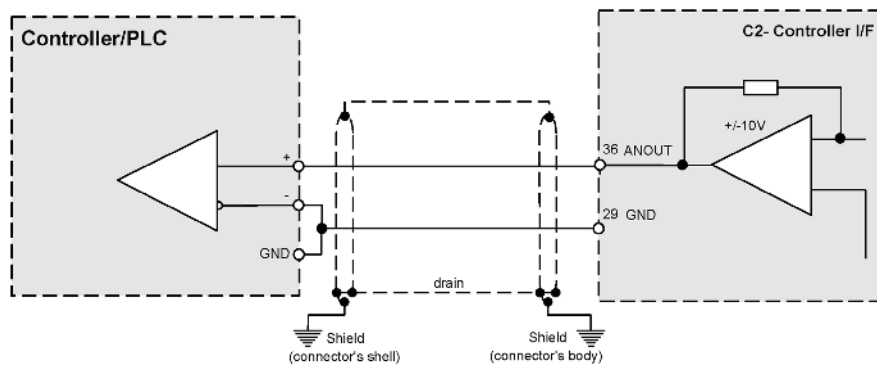 Controller/PLC
C2- Controller I/F
+/-10V
+
36 ANOUT
-
29 GND
GND
drain
Shield
(connector's shell)
Shield
(connector's body)